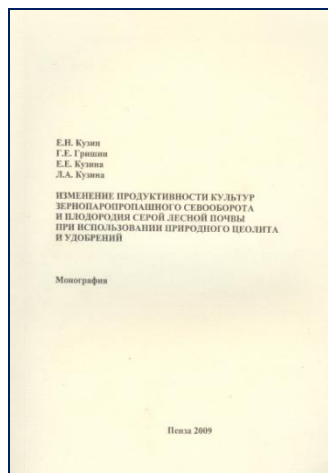 Е.Н. Кузин
Г.Е. Гришин
Е.Е. Кузина
Л.А. Кузина
ИЗМЕНЕНИЕ ПРОДУКТИВНОСТИ КУЛЬТУР
ЗЕРНОПАРОПРОПАШНОГО СЕВООБОРОТА
И ПЛОДОРОДИЯ СЕРОЙ ЛЕСНОЙ ПОЧВЫ
ПРИ ИСПОЛЬЗОВАНИИ ПРИРОДНОГО ЦЕОЛИТА
И УДОБРЕНИЙ
Монография
Пенза 2009